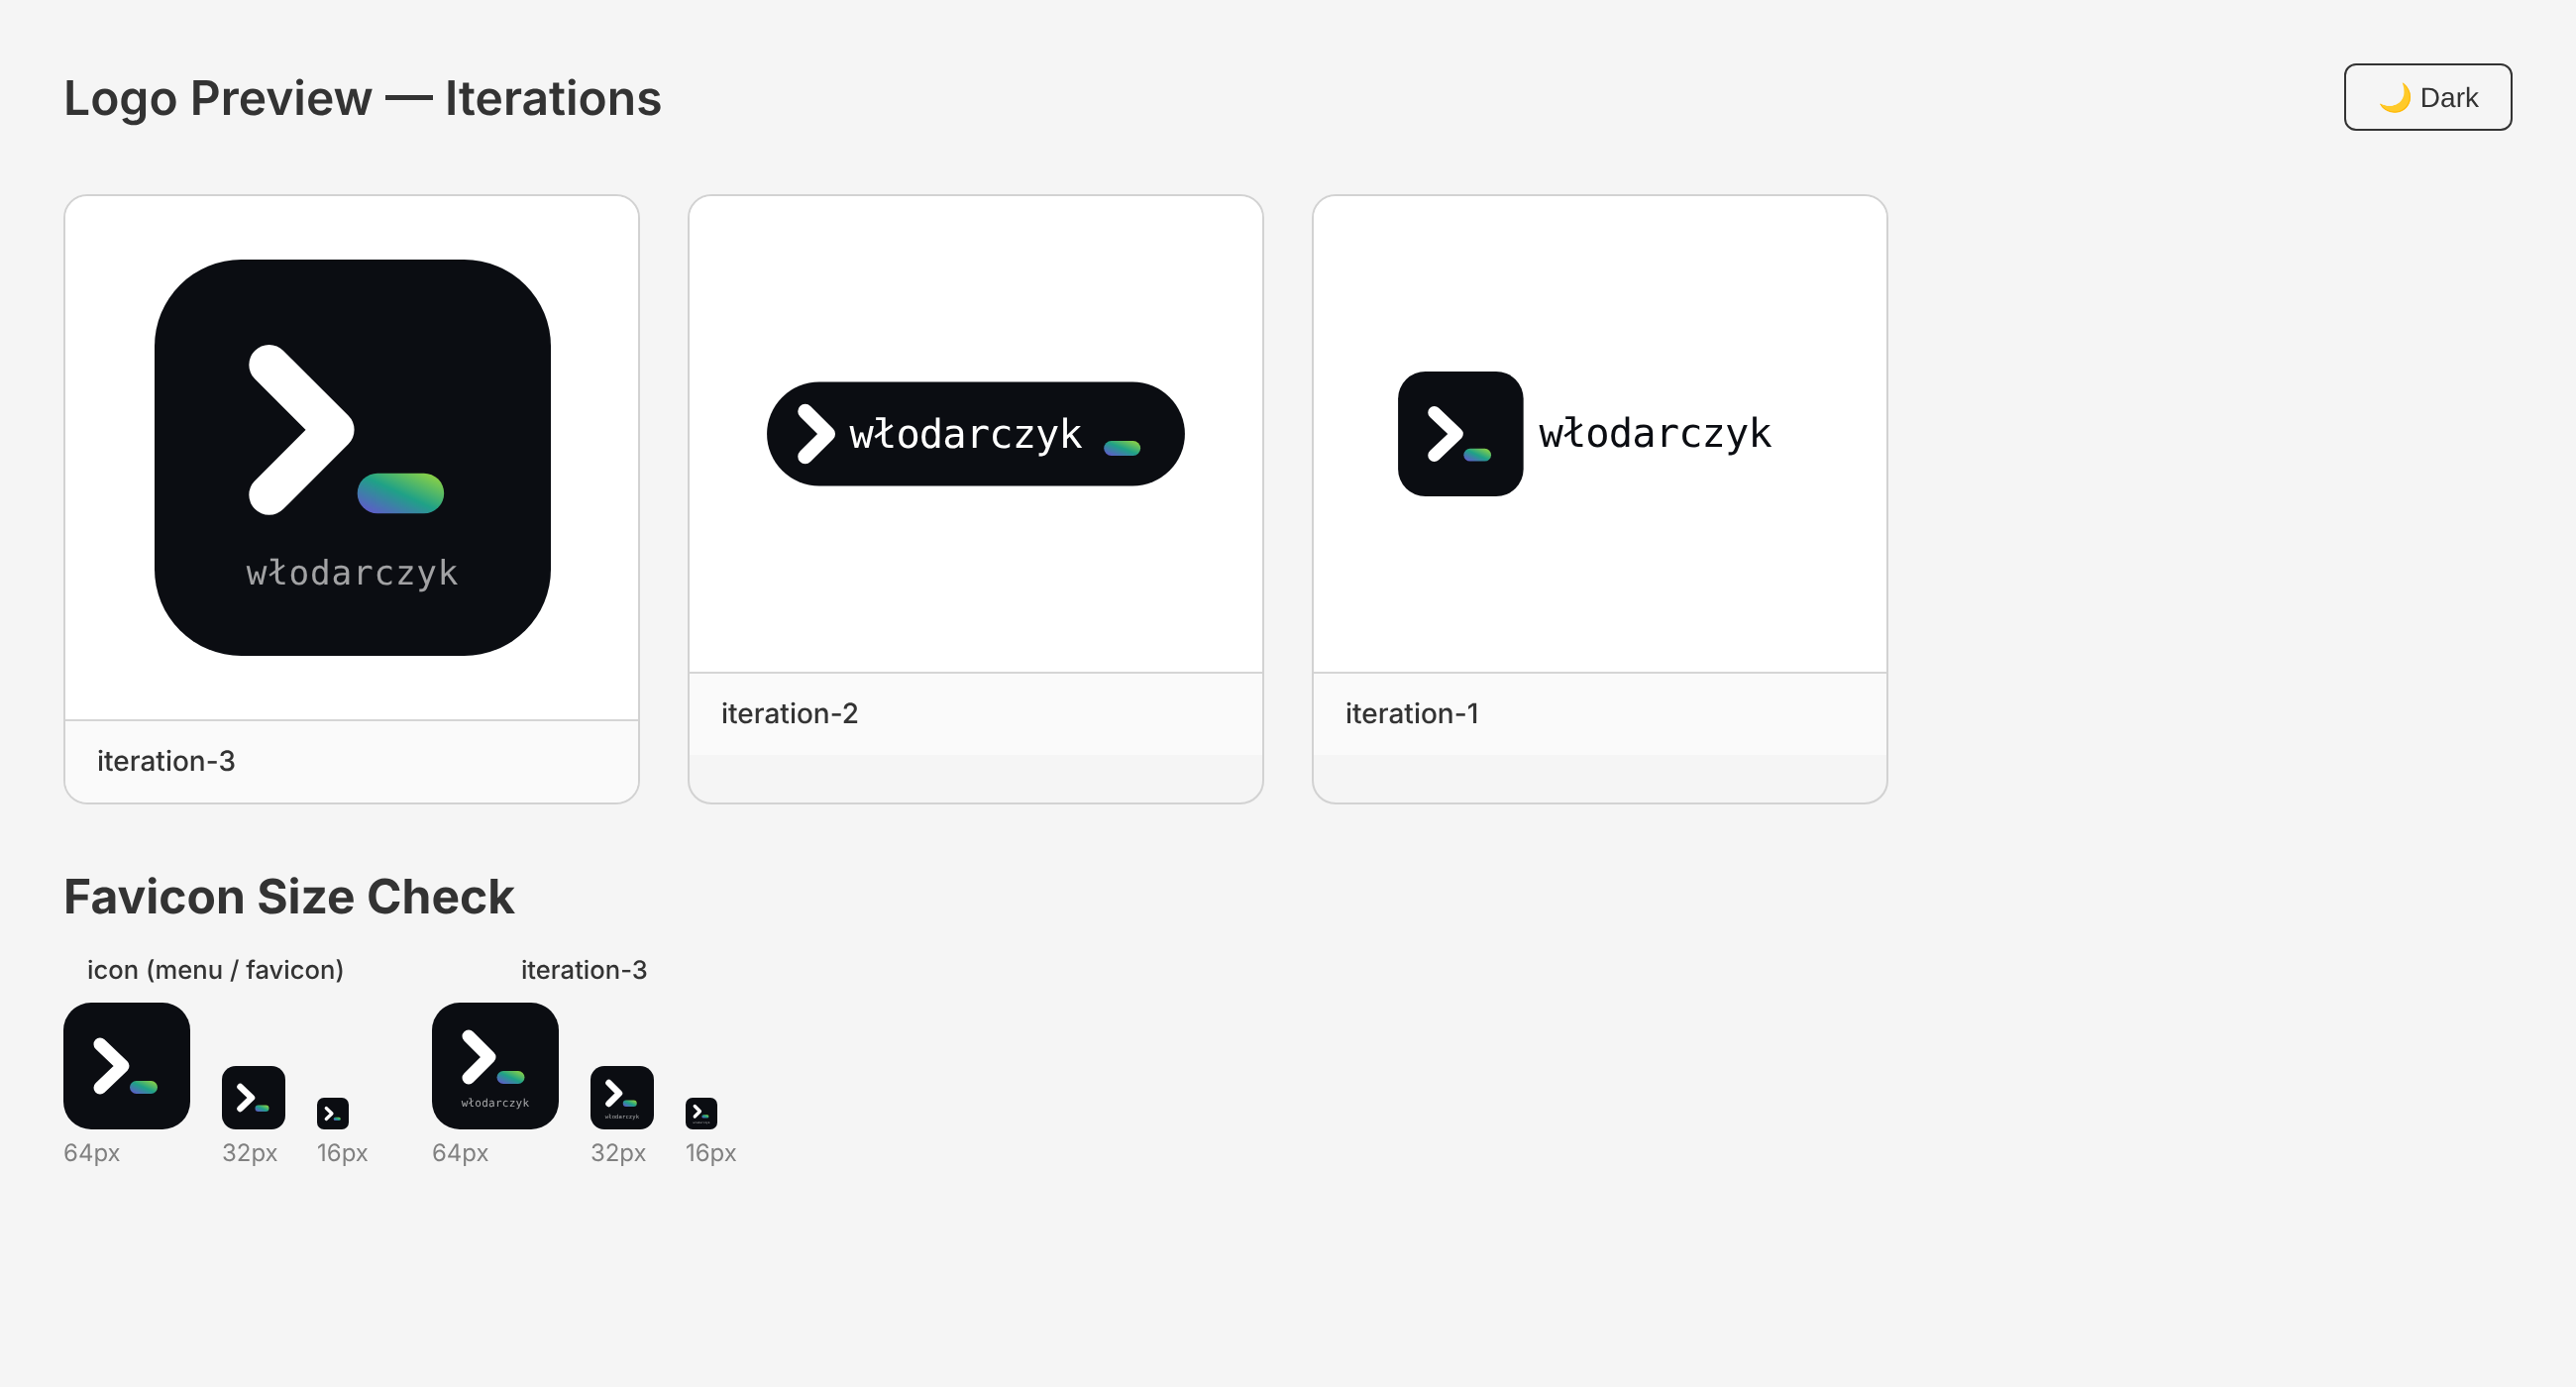 Logo Preview — Iterations
🌙 Dark
włodarczyk
iteration-3
włodarczyk
iteration-2
włodarczyk
iteration-1
Favicon Size Check
icon (menu / favicon)
64px
32px
16px
iteration-3
włodarczyk
włodarczyk
64px
32px
16px